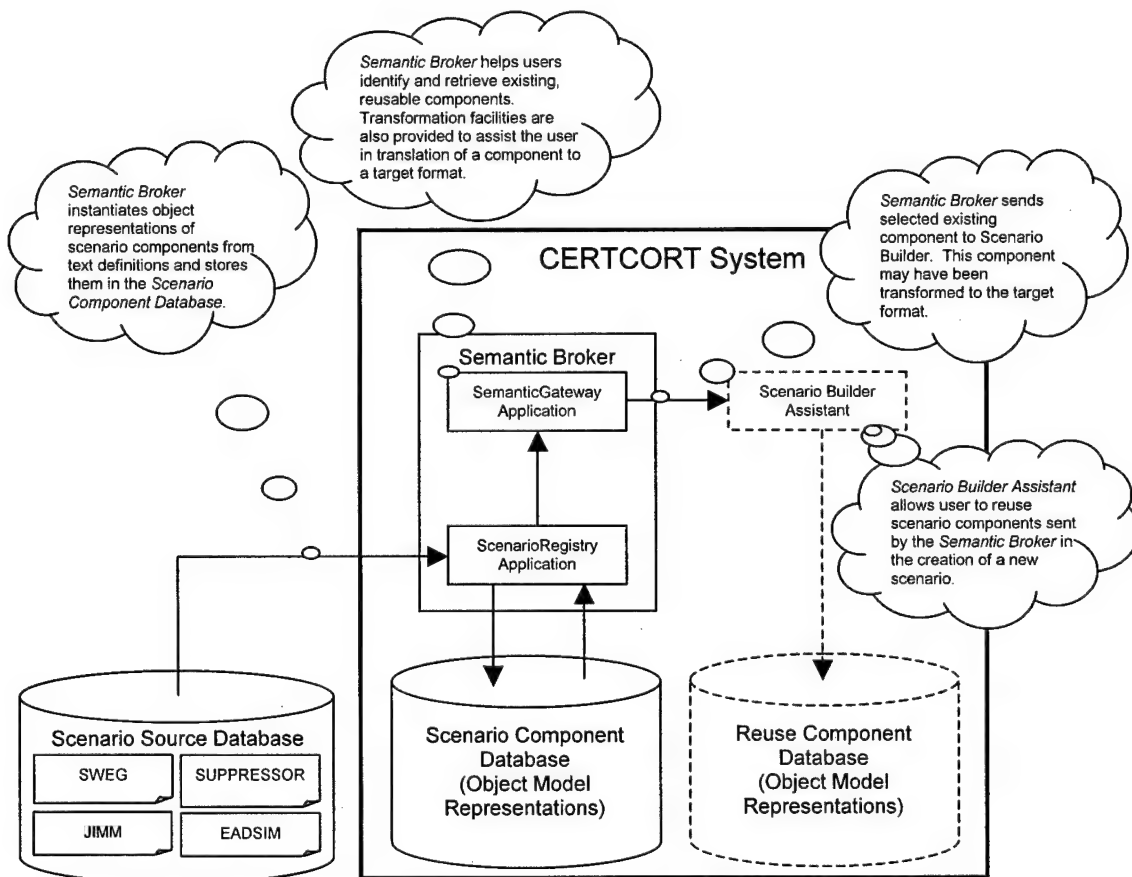 Semantic Broker helps users
identify and retrieve existing,
reusable components.
Transformation facilities are
also provided to assist the user
in translation of a component to
a target format.
Semantic Broker
instantiates object
representations of
scenario components from
text definitions and stores
them in the Scenario
Component Database.
Semantic Broker sends
selected existing
component to Scenario
Builder. This component
may have been
transformed to the target
format.
CERTCORT System
Semantic Broker
SemanticGateway
Application
Scenario Builder
Assistant
Scenario Builder Assistant
allows user to reuse
scenario components sent
by the Semantic Broker in
the creation of a new
scenario.
ScenarioRegistry
Application
Scenario Source Database
SWEG
SUPPRESSOR
JIMM
EADSIM
Scenario Component
Database
(Object Model
Representations)
Reuse Component
Database
(Object Model
Representations)